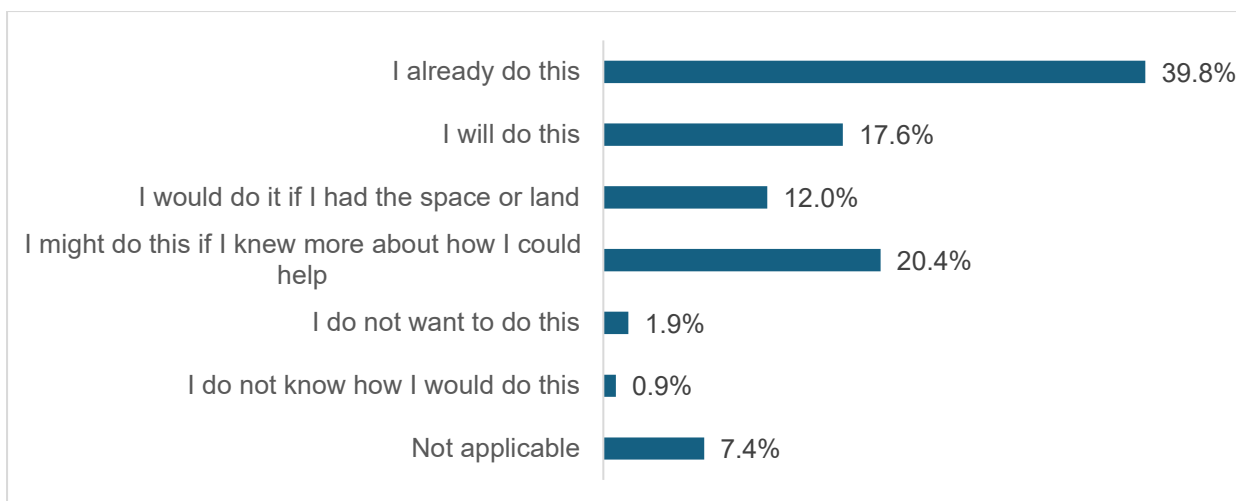 I already do this 39.8%
I will do this 17.6%
I would do it if I had the space or land 12.0%
I might do this if I knew more about how I could
help 20.4%
I do not want to do this 1.9%
I do not know how I would do this 0.9%
Not applicable 7.4%